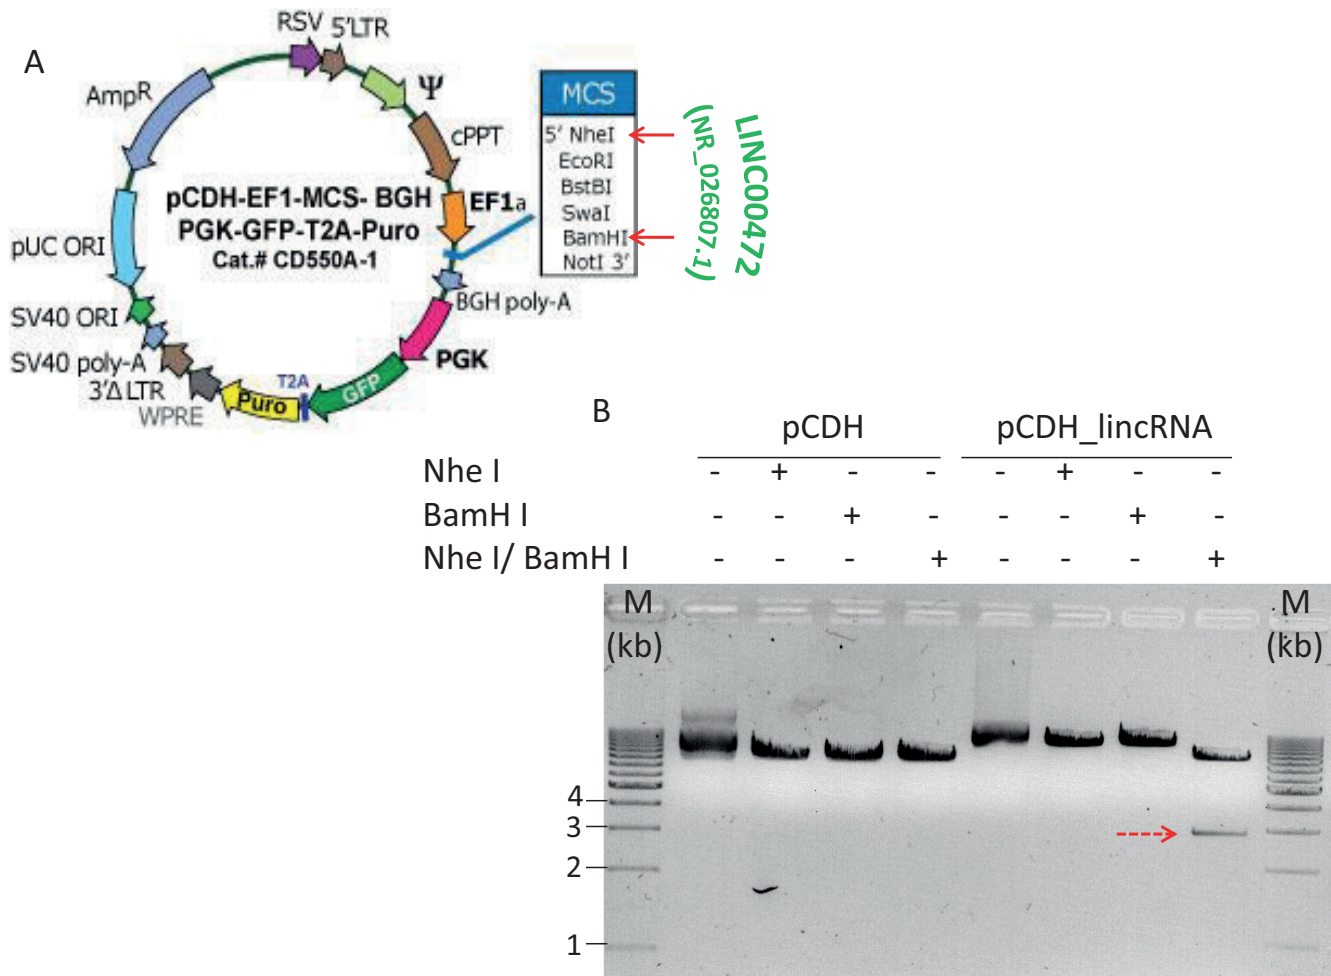 A
RSV
5'LTR
AmpR
Ψ
cPPT
pCDH-EF1-MCS- BGH
PGK-GFP-T2A-Puro
Cat.# CD550A-1
EF1a
pUC ORI
BGH poly-A
SV40 ORI
SV40 poly-A
PGK
3'Δ LTR
WPRE
Puro
T2A
GFP
MCS
5' NheI
EcoRI
BstBI
SwaI
BamHI
NotI 3'
LINC00472
(NR_026807.1)
B
pCDH pCDH_lincRNA
Nhe I - + - - - + - -
BamH I - - + - - - + -
Nhe I/ BamH I - - - + - - - +
M M
(kb) (kb)
4
3
2
1